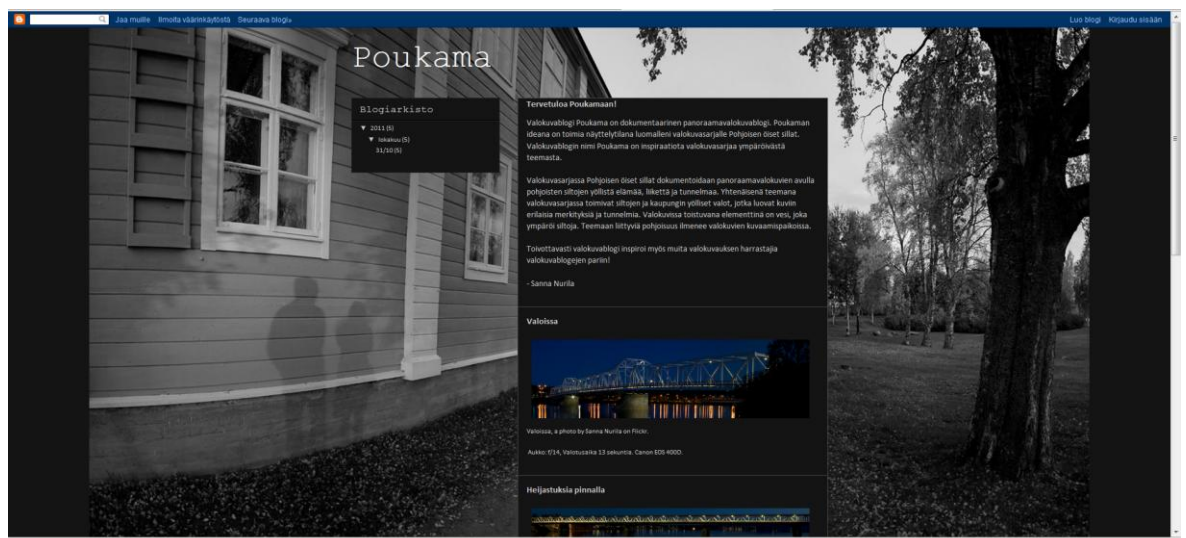 Jaa muille Ilmoita väärinkäytöstä Seuraava blogi»
Luo blogi Kirjaudu sisään
Poukama
Blogiarkisto
▼ 2011 (5)
▼ lokakuu (5)
31/10 (5)
Tervetuloa Poukamaan!
Valokuvablogi Poukama on dokumentaarinen panoraamavalokuvablogi. Poukaman
ideana on toimia näyttelytilana luomalleni valokuvasarjalle Pohjoisen öiset sillat.
Valokuvablogin nimi Poukama on inspiraatiota valokuvasarjaa ympäröivästä
teemasta.
Valokuvasarjassa Pohjoisen öiset sillat dokumentoidaan panoraamavalokuvien avulla
pohjoisten siltojen yöllistä elämää, liikettä ja tunnelmaa. Yhtenäisenä teemana
valokuvasarjassa toimivat siltojen ja kaupungin yölliset valot, jotka luovat kuviin
erilaisia merkityksiä ja tunnelmia. Valokuvissa toistuvana elementtinä on vesi, joka
ympäröi siltoja. Teemaan liittyviä pohjoisuus ilmenee valokuvien kuvaamispaikoissa.
Toivottavasti valokuvablogi inspiroi myös muita valokuvauksen harrastajia
valokuvablogejen pariin!
- Sanna Nurila
Valoissa
Valoissa, a photo by Sanna Nurila on Flickr.
Aukko: f/14, Valotusaika 13 sekuntia. Canon EOS 400D.
Heijastuksia pinnalla